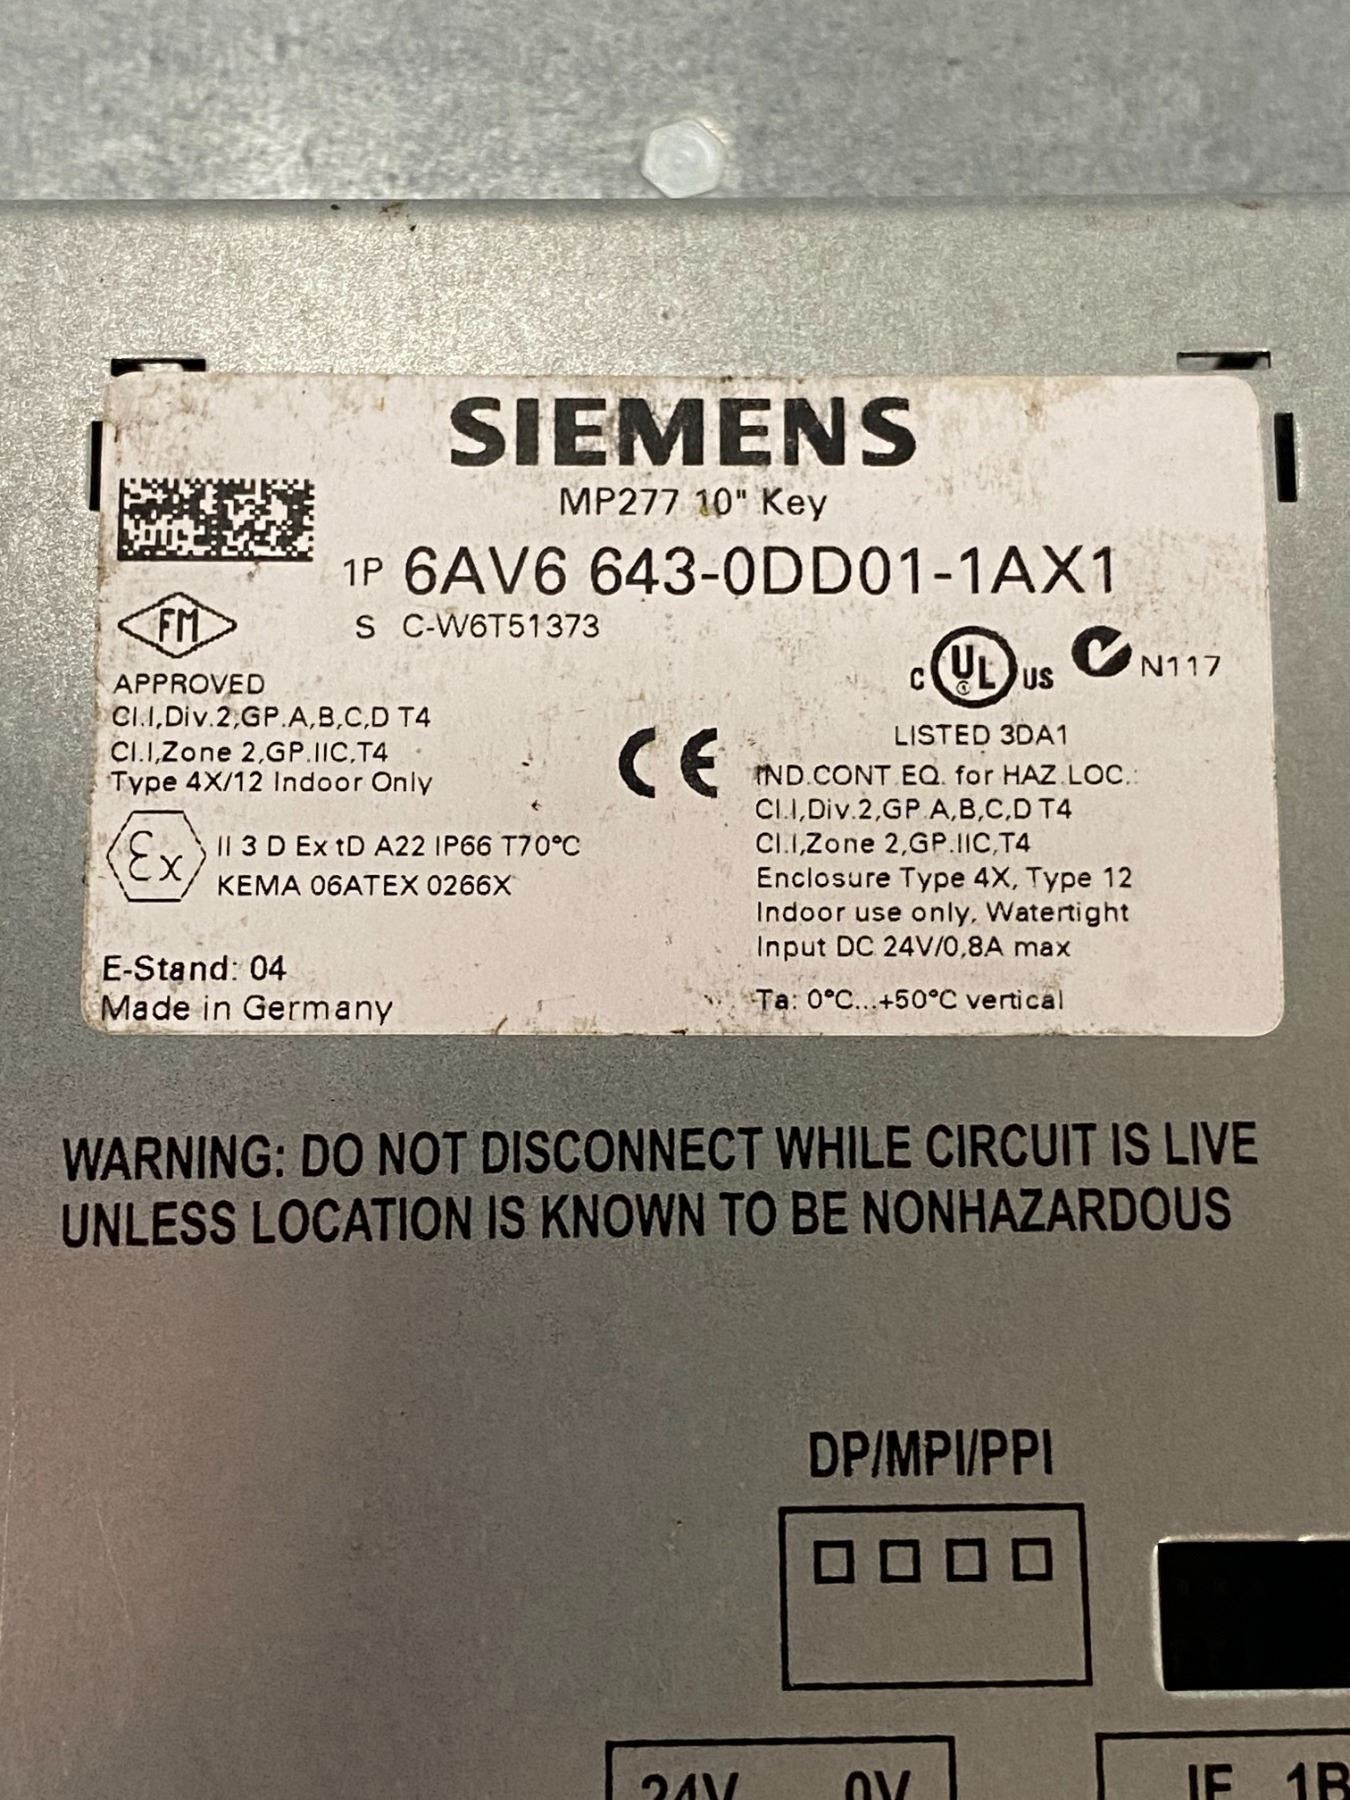 SIEMENS
MP277 10" Key
1P 6AV6 643-0DD01-1AX1
S C-W6T51373
FM
APPROVED
Cl.I,Div.2,GP.A,B,C,D T4
Cl.I,Zone 2,GP.IIC,T4
Type 4X/12 Indoor Only
CE
C UL US N117
LISTED 3DA1
IND.CONT.EQ. for HAZ.LOC.:
Cl.I,Div.2,GP.A,B,C,D T4
Cl.I,Zone 2,GP.IIC,T4
Enclosure Type 4X, Type 12
Indoor use only, Watertight
Input DC 24V/0,8A max
Ta: 0°C...+50°C vertical
Ex II 3 D Ex tD A22 IP66 T70°C
KEMA 06ATEX 0266X
E-Stand: 04
Made in Germany
WARNING: DO NOT DISCONNECT WHILE CIRCUIT IS LIVE
UNLESS LOCATION IS KNOWN TO BE NONHAZARDOUS
DP/MPI/PPI
24V 0V
IF 1B